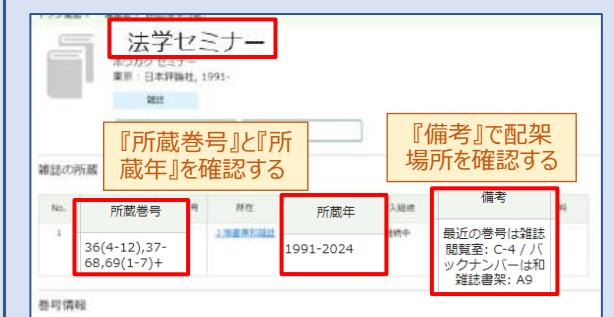 法学セミナー
ホウガク セミナー
東京 : 日本評論社, 1991-
雑誌
『所蔵巻号』と『所
蔵年』を確認する
『備考』で配架
場所を確認する
雑誌の所蔵
No. 所蔵巻号 所在 所蔵年 備考
1 36(4-12),37-
68,69(1-7)+
2階書庫和雑誌
1991-2024
最近の巻号は雑誌
閲覧室: C-4 / バ
ックナンバーは和
雑誌書架: A9
巻号情報